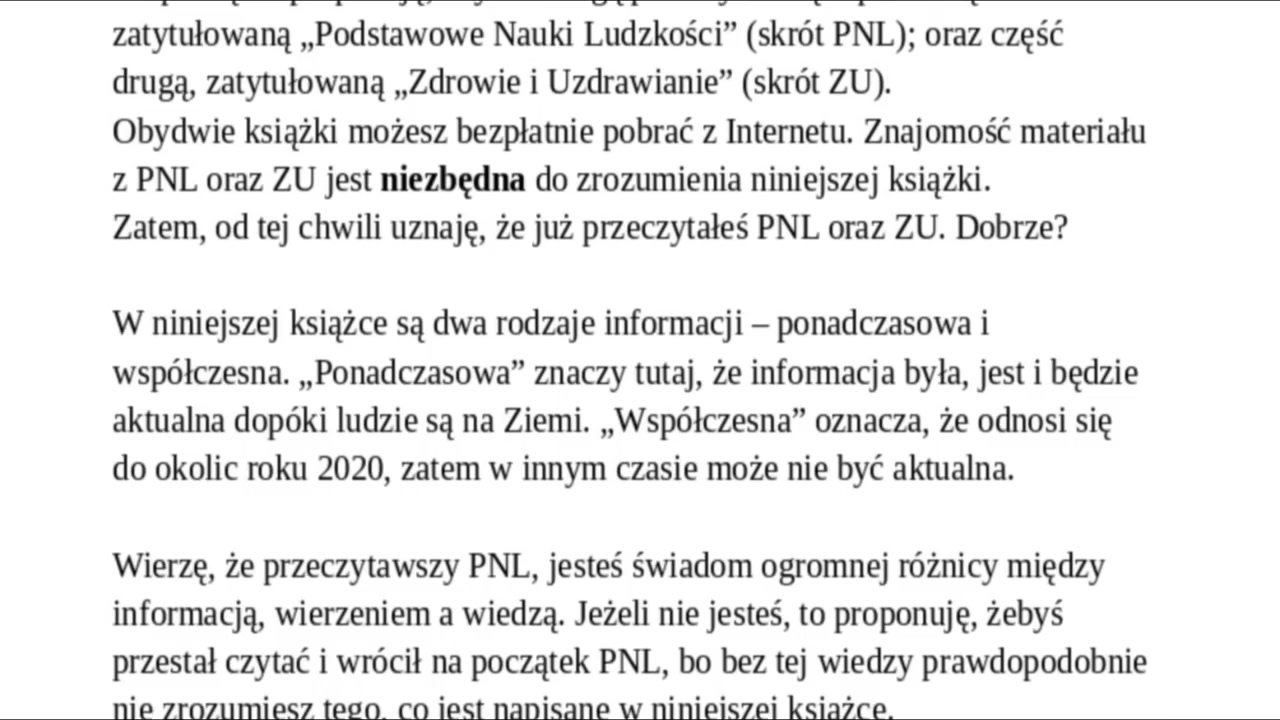 zatytułowaną „Podstawowe Nauki Ludzkości” (skrót PNL); oraz część
drugą, zatytułowaną „Zdrowie i Uzdrawianie” (skrót ZU).
Obydwie książki możesz bezpłatnie pobrać z Internetu. Znajomość materiału
z PNL oraz ZU jest niezbędna do zrozumienia niniejszej książki.
Zatem, od tej chwili uznaję, że już przeczytałeś PNL oraz ZU. Dobrze?
W niniejszej książce są dwa rodzaje informacji – ponadczasowa i
współczesna. „Ponadczasowa” znaczy tutaj, że informacja była, jest i będzie
aktualna dopóki ludzie są na Ziemi. „Współczesna” oznacza, że odnosi się
do okolic roku 2020, zatem w innym czasie może nie być aktualna.
Wierzę, że przeczytawszy PNL, jesteś świadom ogromnej różnicy między
informacją, wierzeniem a wiedzą. Jeżeli nie jesteś, to proponuję, żebyś
przestał czytać i wrócił na początek PNL, bo bez tej wiedzy prawdopodobnie
nie zrozumiesz tego, co jest napisane w niniejszej książce.